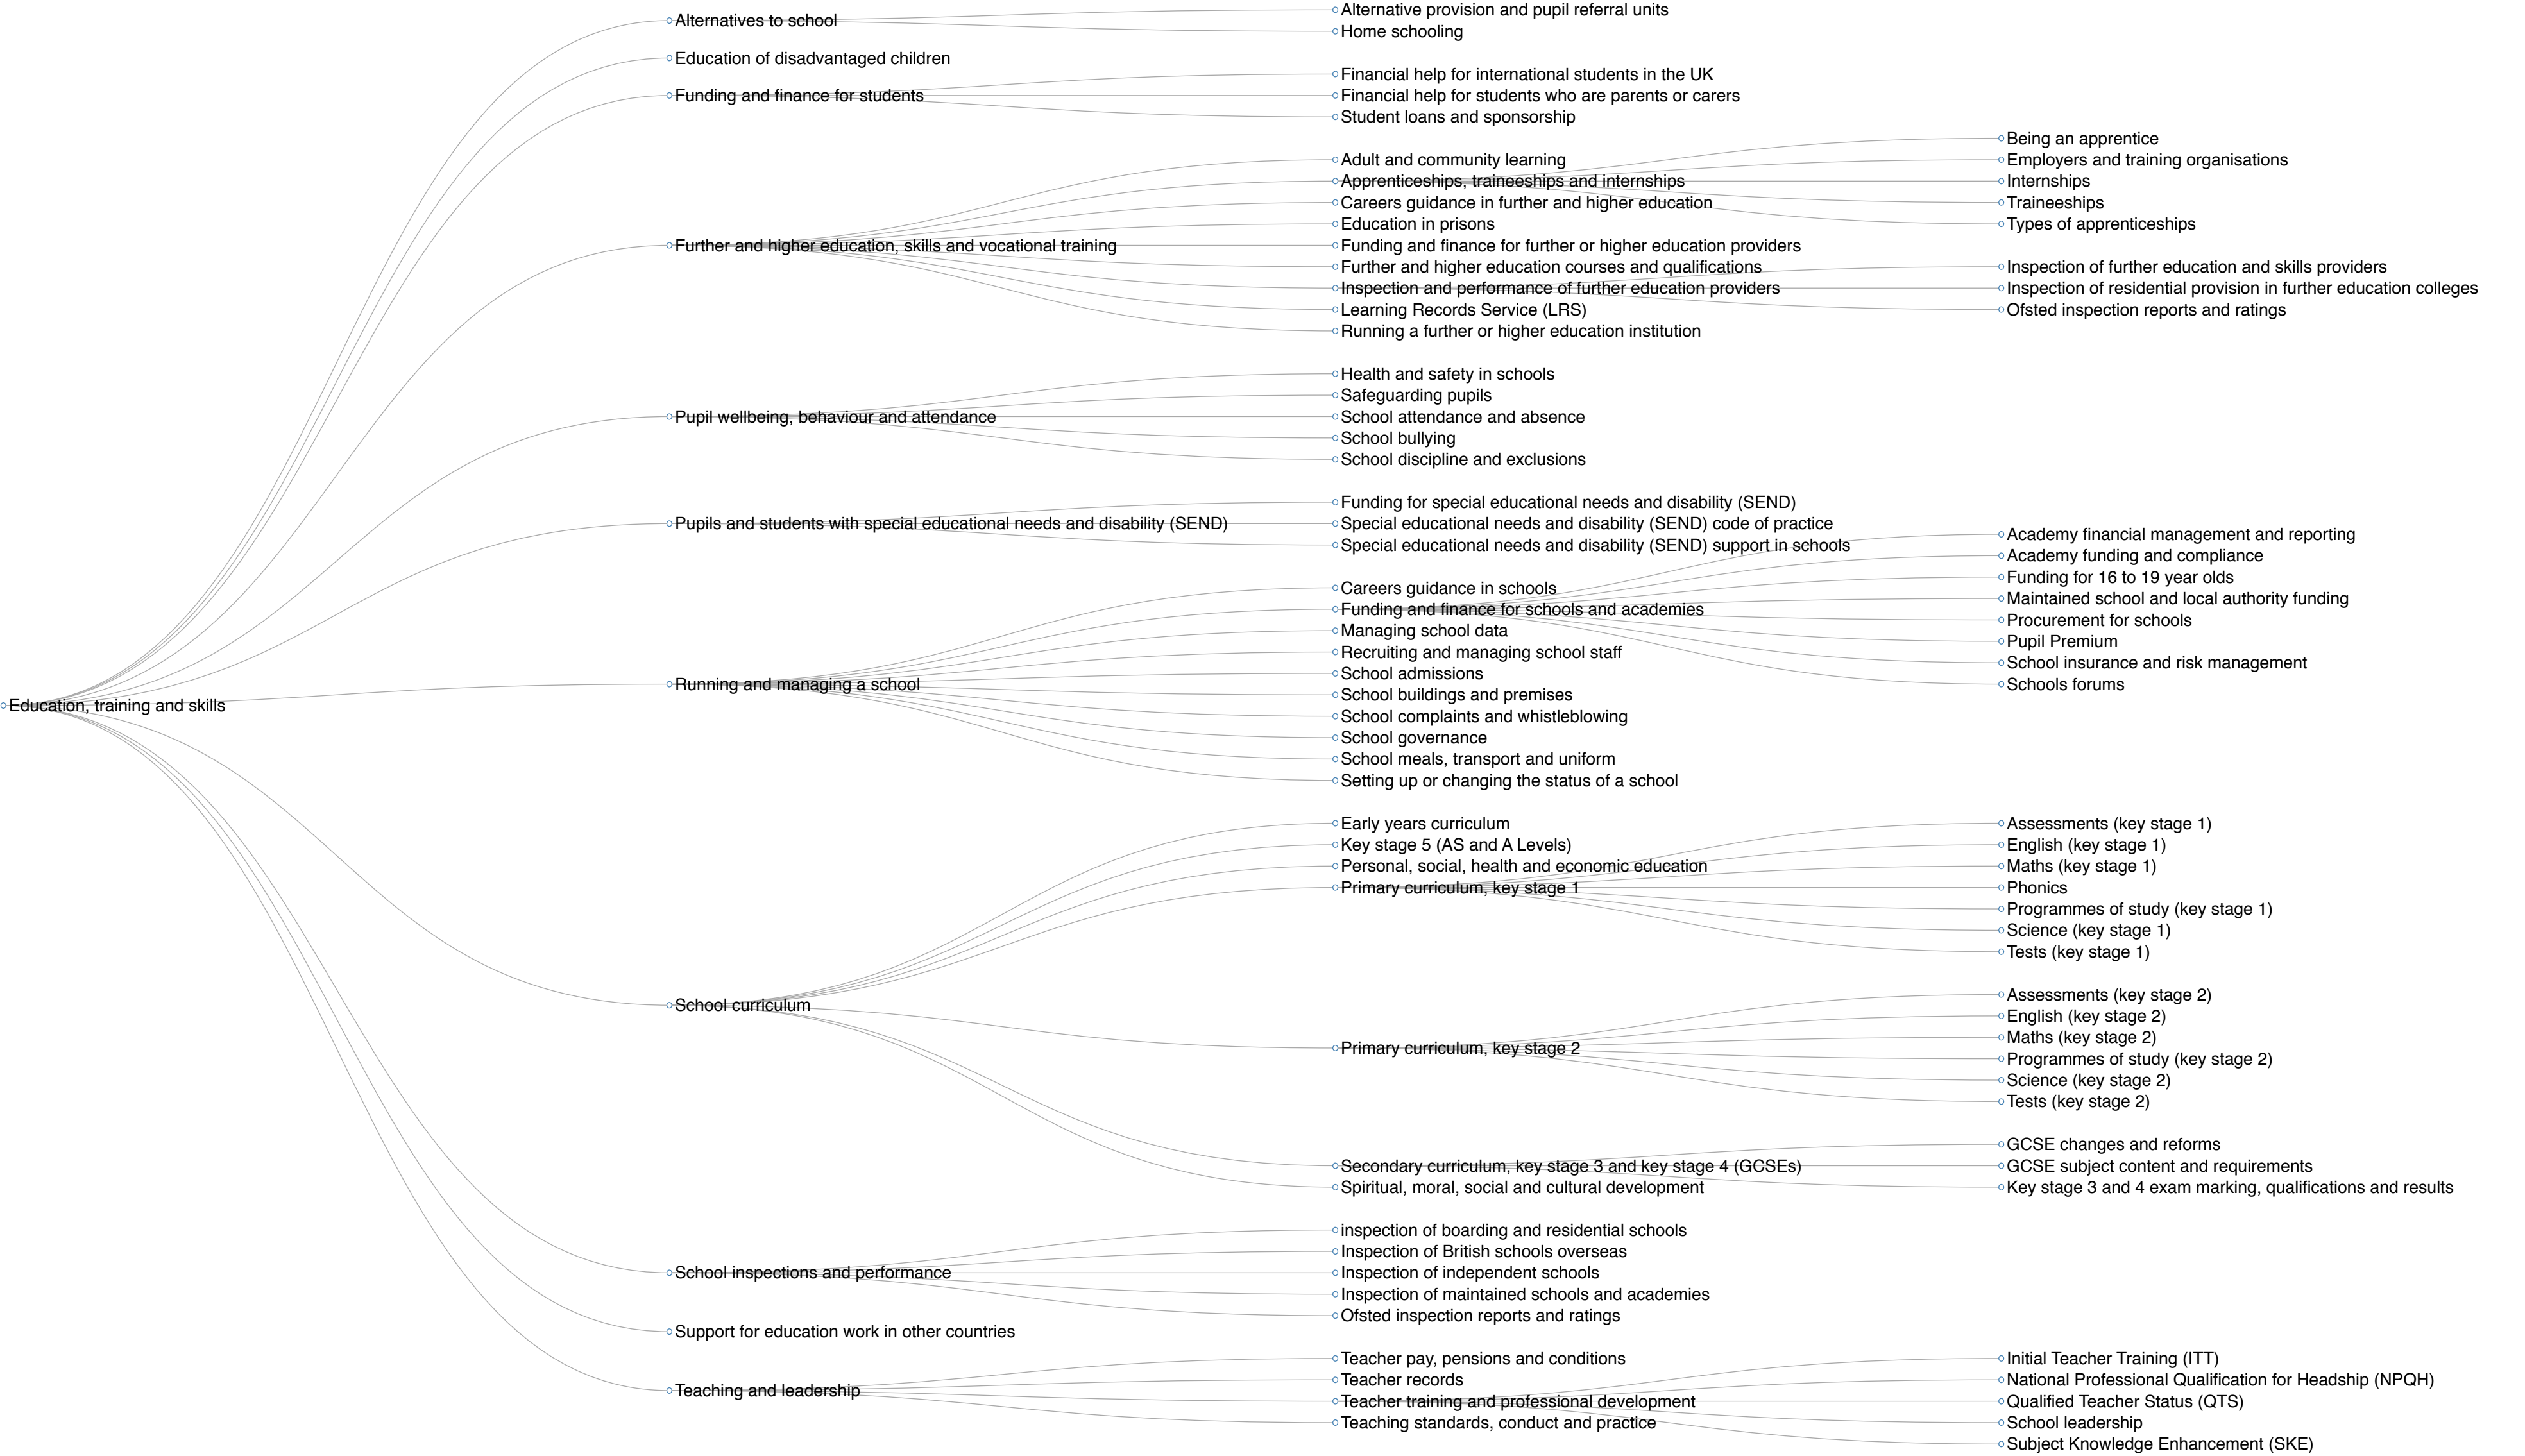 Education, training and skills
Alternatives to school
Alternative provision and pupil referral units
Home schooling
Education of disadvantaged children
Funding and finance for students
Financial help for international students in the UK
Financial help for students who are parents or carers
Student loans and sponsorship
Further and higher education, skills and vocational training
Adult and community learning
Apprenticeships, traineeships and internships
Being an apprentice
Employers and training organisations
Internships
Traineeships
Types of apprenticeships
Careers guidance in further and higher education
Education in prisons
Funding and finance for further or higher education providers
Further and higher education courses and qualifications
Inspection and performance of further education providers
Inspection of further education and skills providers
Inspection of residential provision in further education colleges
Ofsted inspection reports and ratings
Learning Records Service (LRS)
Running a further or higher education institution
Pupil wellbeing, behaviour and attendance
Health and safety in schools
Safeguarding pupils
School attendance and absence
School bullying
School discipline and exclusions
Pupils and students with special educational needs and disability (SEND)
Funding for special educational needs and disability (SEND)
Special educational needs and disability (SEND) code of practice
Special educational needs and disability (SEND) support in schools
Running and managing a school
Careers guidance in schools
Funding and finance for schools and academies
Academy financial management and reporting
Academy funding and compliance
Funding for 16 to 19 year olds
Maintained school and local authority funding
Procurement for schools
Pupil Premium
School insurance and risk management
Schools forums
Managing school data
Recruiting and managing school staff
School admissions
School buildings and premises
School complaints and whistleblowing
School governance
School meals, transport and uniform
Setting up or changing the status of a school
School curriculum
Early years curriculum
Key stage 5 (AS and A Levels)
Personal, social, health and economic education
Primary curriculum, key stage 1
Assessments (key stage 1)
English (key stage 1)
Maths (key stage 1)
Phonics
Programmes of study (key stage 1)
Science (key stage 1)
Tests (key stage 1)
Primary curriculum, key stage 2
Assessments (key stage 2)
English (key stage 2)
Maths (key stage 2)
Programmes of study (key stage 2)
Science (key stage 2)
Tests (key stage 2)
Secondary curriculum, key stage 3 and key stage 4 (GCSEs)
GCSE changes and reforms
GCSE subject content and requirements
Key stage 3 and 4 exam marking, qualifications and results
Spiritual, moral, social and cultural development
School inspections and performance
inspection of boarding and residential schools
Inspection of British schools overseas
Inspection of independent schools
Inspection of maintained schools and academies
Ofsted inspection reports and ratings
Support for education work in other countries
Teaching and leadership
Teacher pay, pensions and conditions
Teacher records
Teacher training and professional development
Initial Teacher Training (ITT)
National Professional Qualification for Headship (NPQH)
Qualified Teacher Status (QTS)
School leadership
Subject Knowledge Enhancement (SKE)
Teaching standards, conduct and practice